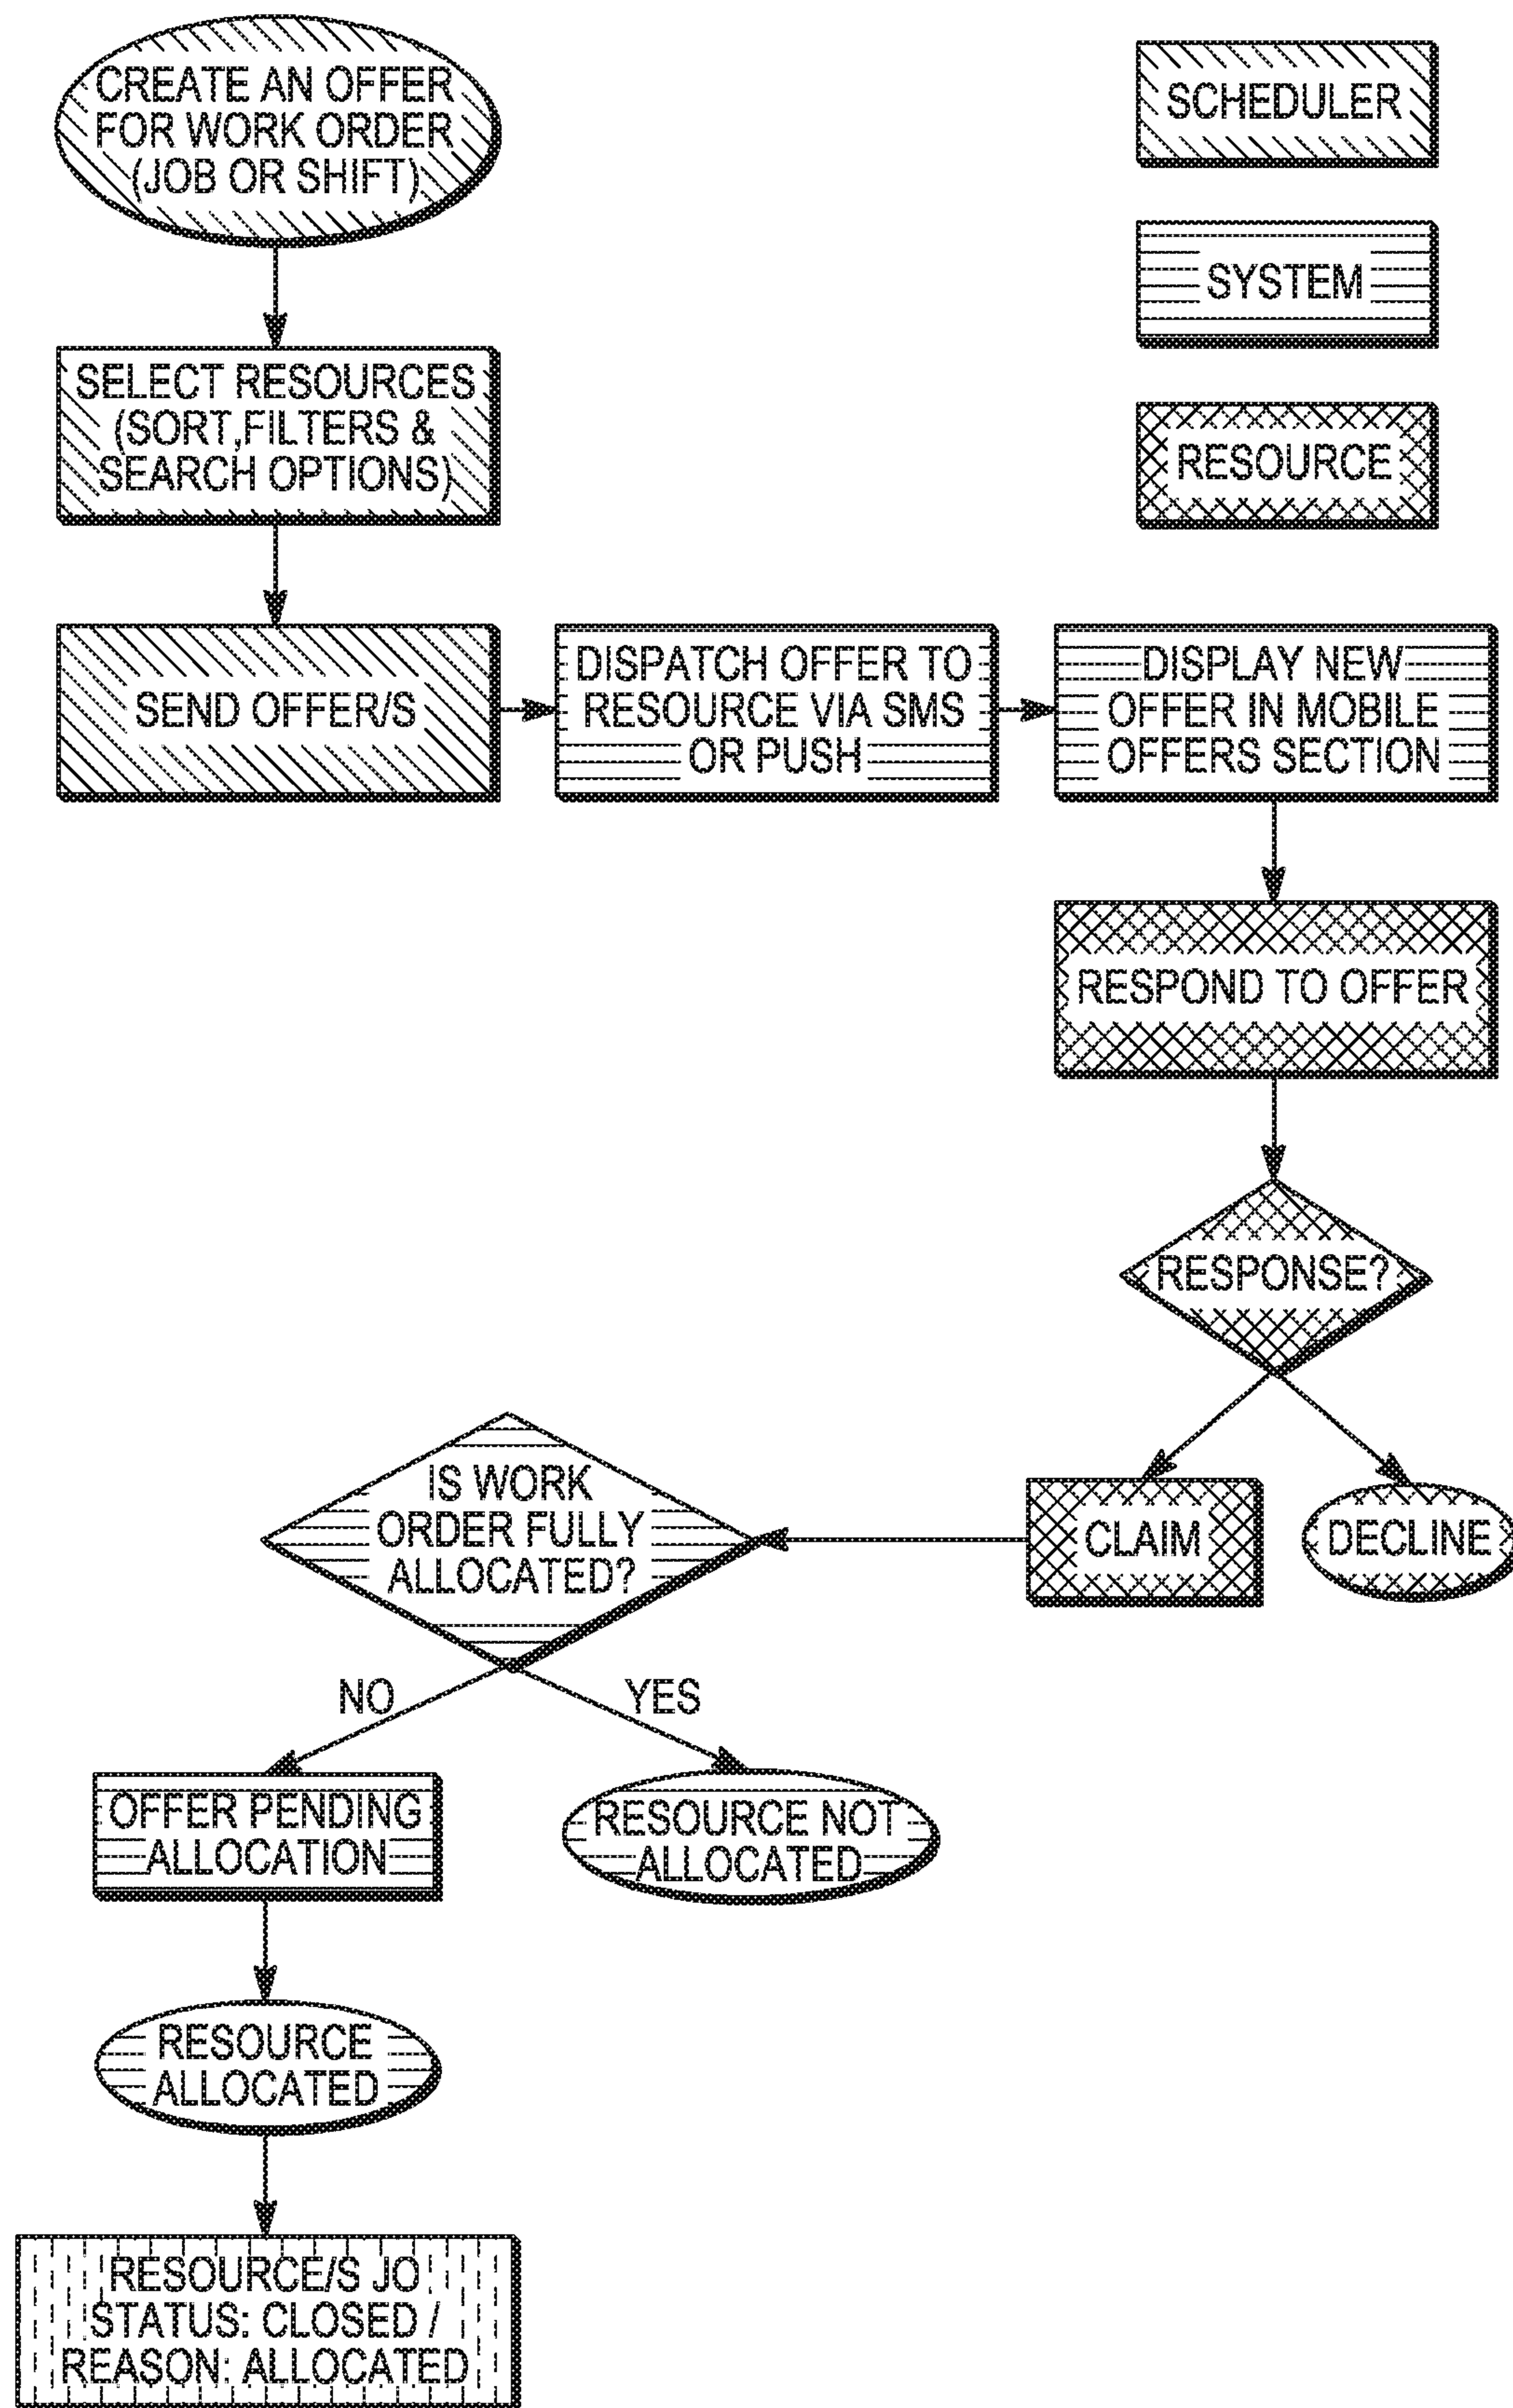 CREATE AN OFFER
FOR WORK ORDER
(JOB OR SHIFT)
SCHEDULER
SYSTEM
SELECT RESOURCES
(SORT,FILTERS &
SEARCH OPTIONS)
RESOURCE
SEND OFFER/S
DISPATCH OFFER TO
RESOURCE VIA SMS
OR PUSH
DISPLAY NEW
OFFER IN MOBILE
OFFERS SECTION
RESPOND TO OFFER
RESPONSE?
CLAIM
DECLINE
IS WORK
ORDER FULLY
ALLOCATED?
NO
YES
OFFER PENDING
ALLOCATION
RESOURCE NOT
ALLOCATED
RESOURCE
ALLOCATED
RESOURCE/S JO
STATUS: CLOSED /
REASON: ALLOCATED